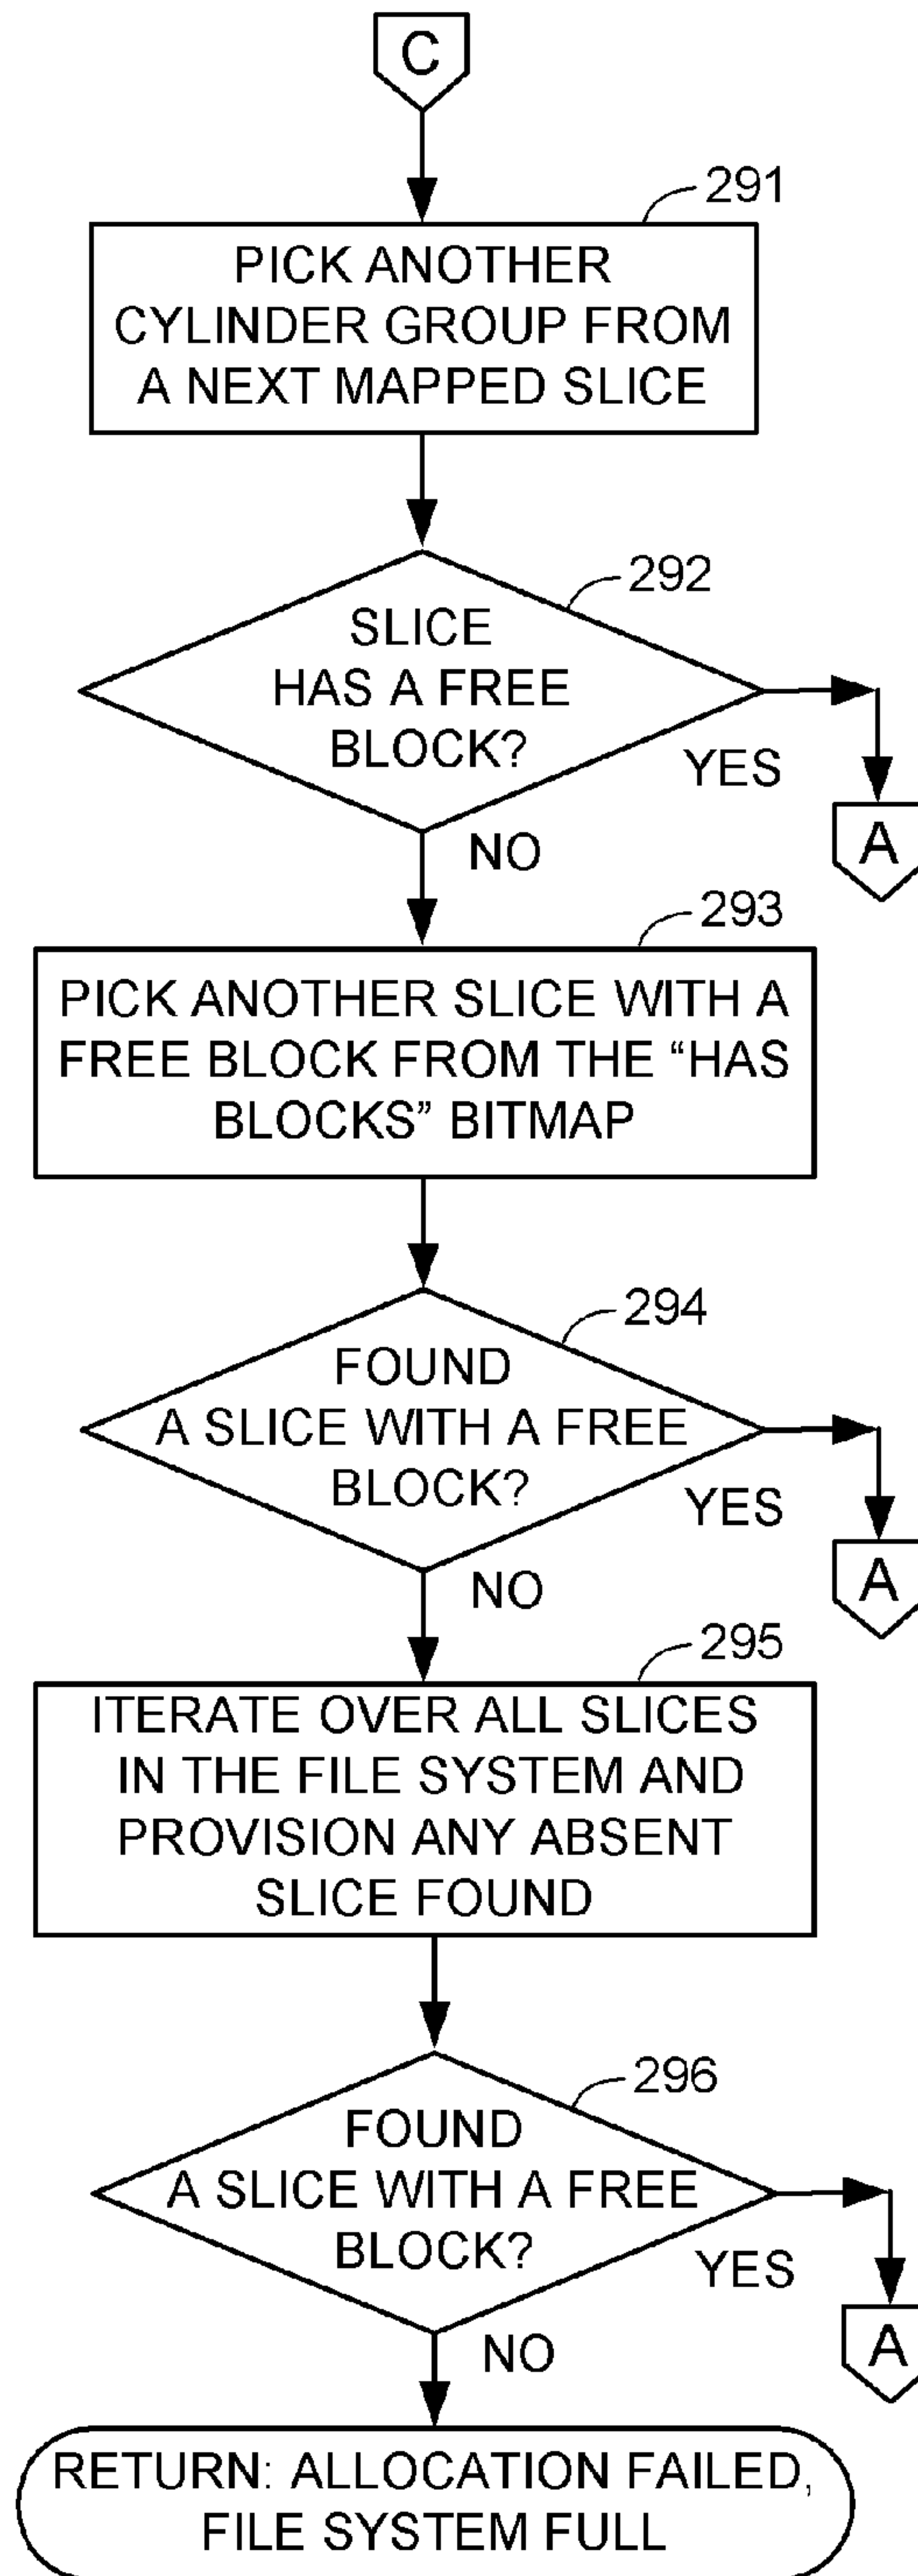 C
291
PICK ANOTHER
CYLINDER GROUP FROM
A NEXT MAPPED SLICE
292
SLICE
HAS A FREE
BLOCK?
YES
A
NO
293
PICK ANOTHER SLICE WITH A
FREE BLOCK FROM THE “HAS
BLOCKS” BITMAP
294
FOUND
A SLICE WITH A FREE
BLOCK?
YES
A
NO
295
ITERATE OVER ALL SLICES
IN THE FILE SYSTEM AND
PROVISION ANY ABSENT
SLICE FOUND
296
FOUND
A SLICE WITH A FREE
BLOCK?
YES
A
NO
RETURN: ALLOCATION FAILED,
FILE SYSTEM FULL